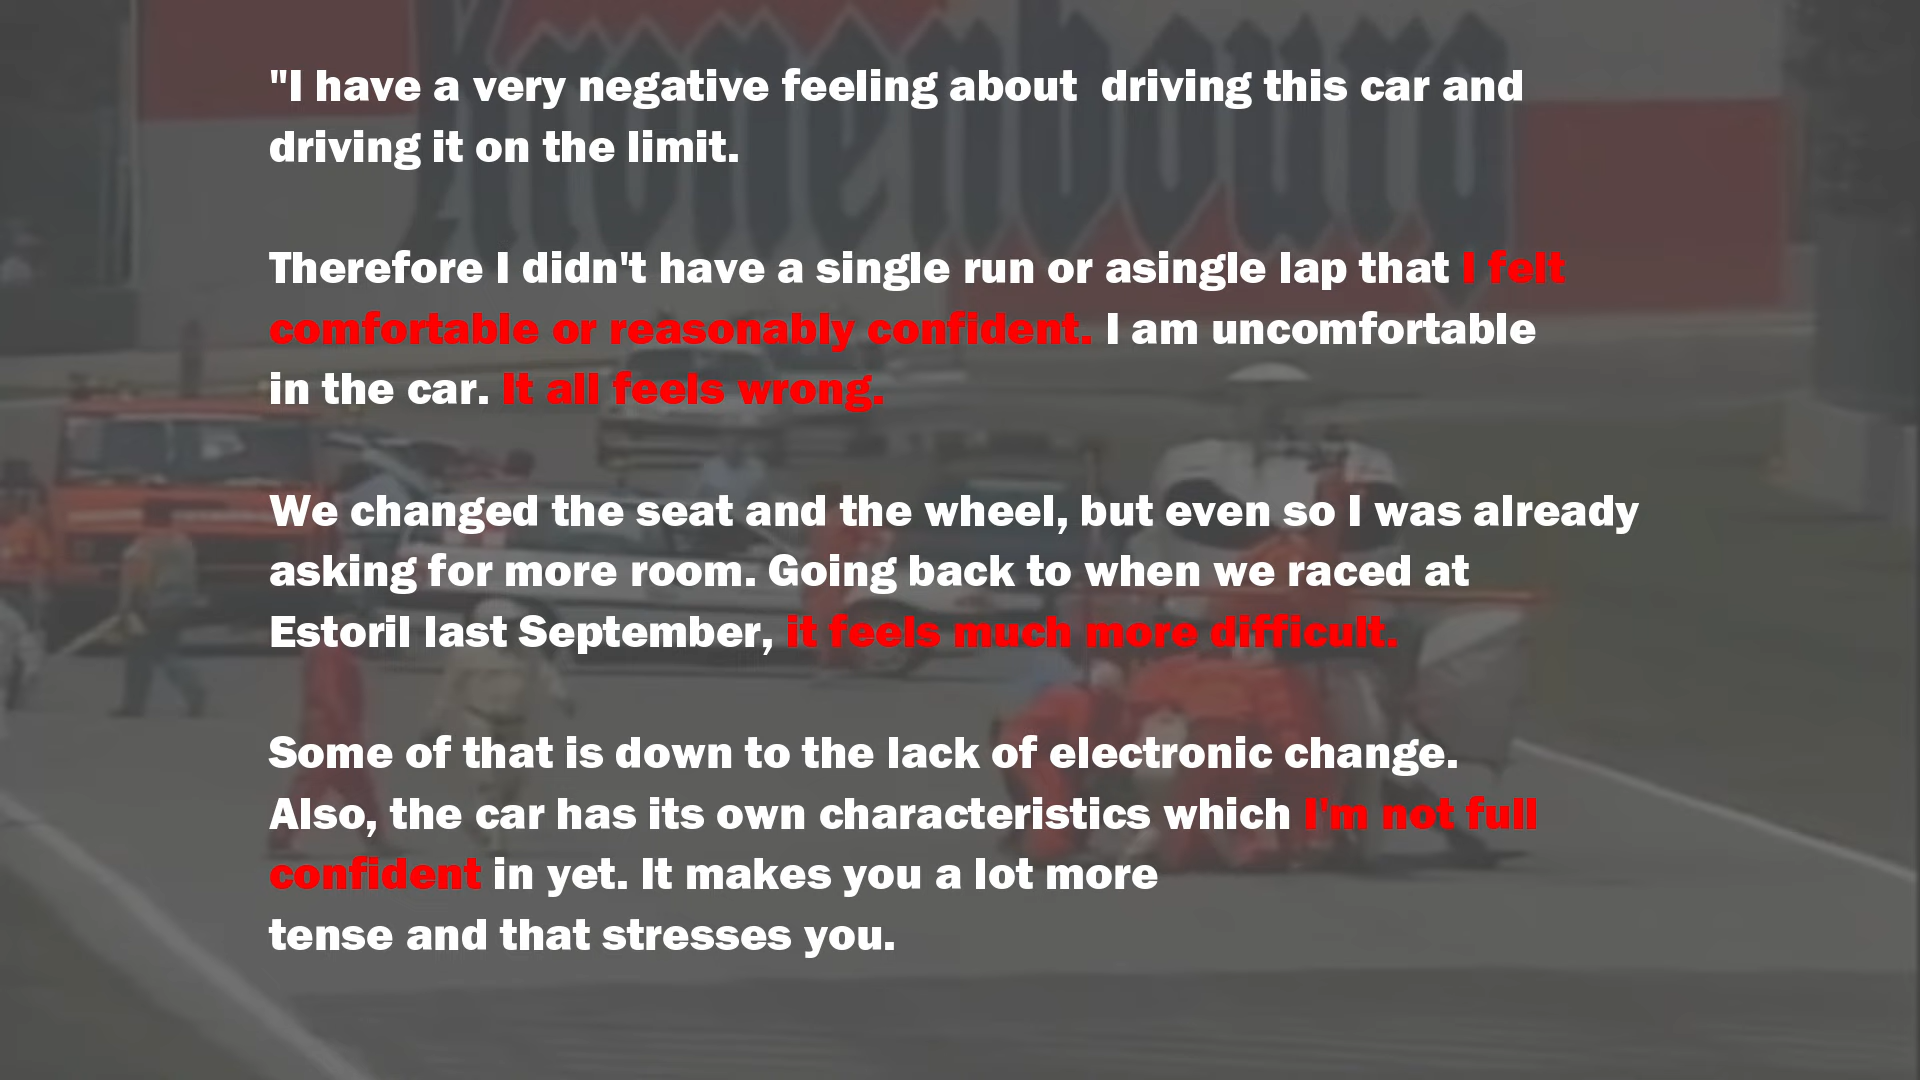 Kronenbourg
"I have a very negative feeling about  driving this car and
driving it on the limit.
Therefore I didn't have a single run or asingle lap that I felt
comfortable or reasonably confident. I am uncomfortable
in the car. It all feels wrong.
We changed the seat and the wheel, but even so I was already
asking for more room. Going back to when we raced at
Estoril last September, it feels much more difficult.
Some of that is down to the lack of electronic change.
Also, the car has its own characteristics which I'm not full
confident in yet. It makes you a lot more
tense and that stresses you.